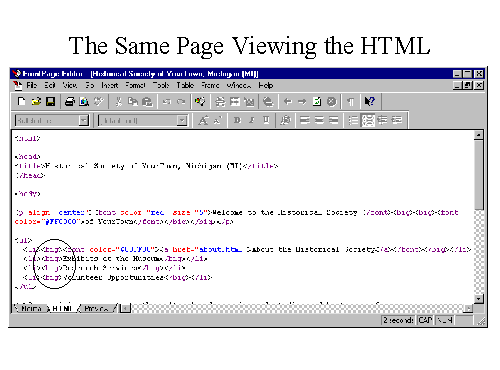 The Same Page Viewing the HTML
FrontPage Editor - [Historical Society of YourTown, Michigan (MI)]
File Edit View Go Insert Format Tools Table Frame Window Help
<html>
<head>
<title>Historical Society of YourTown, Michigan (MI)</title>
</head>
<body>
<p align="center"><font color="red" size="5">Welcome to the Historical Society </font><big><big><font
color="#FF0000">of YourTown</font></big></big></p>
<ul>
<li><big><font color= <a href="about.html">About the Historical Society</a></font></big></li>
<li><big>Exhibits at the Museum</big></li>
<li><big>Research Services</big></li>
<li><big>Volunteer Opportunities</big></li>
</ul>
Normal HTML Preview
2 seconds CAP NUM